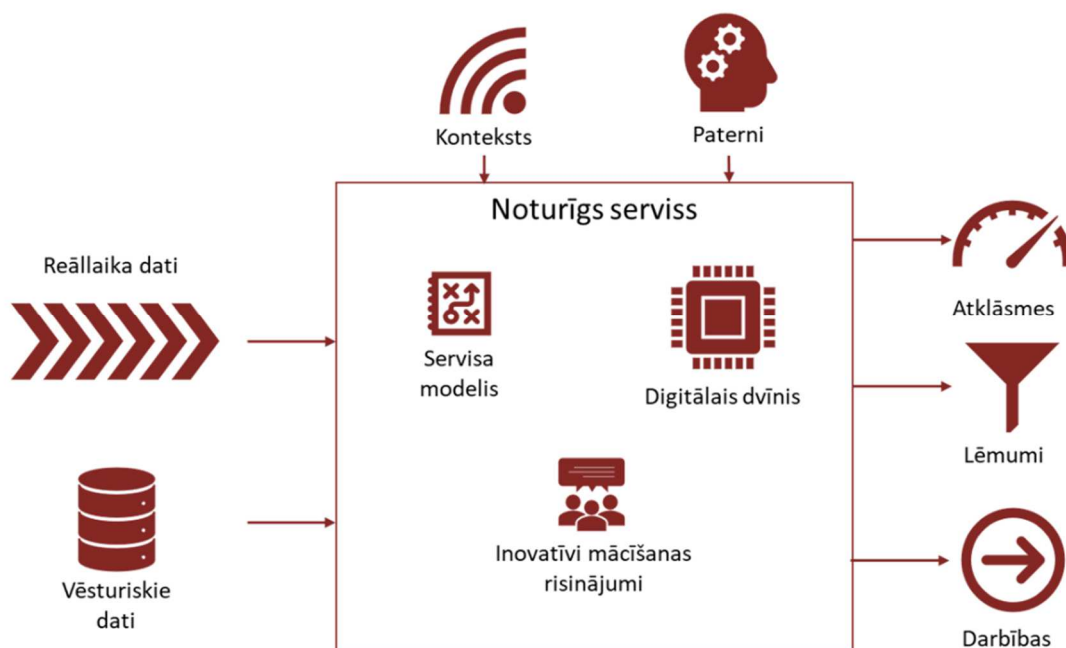 Konteksts
Paterni
Noturīgs serviss
Reāllaika dati
Servisa
modelis
Digitālais dvīnis
Atklāsmes
Lēmumi
Vēsturiskie
dati
Inovatīvi mācīšanas
risinājumi
Darbības